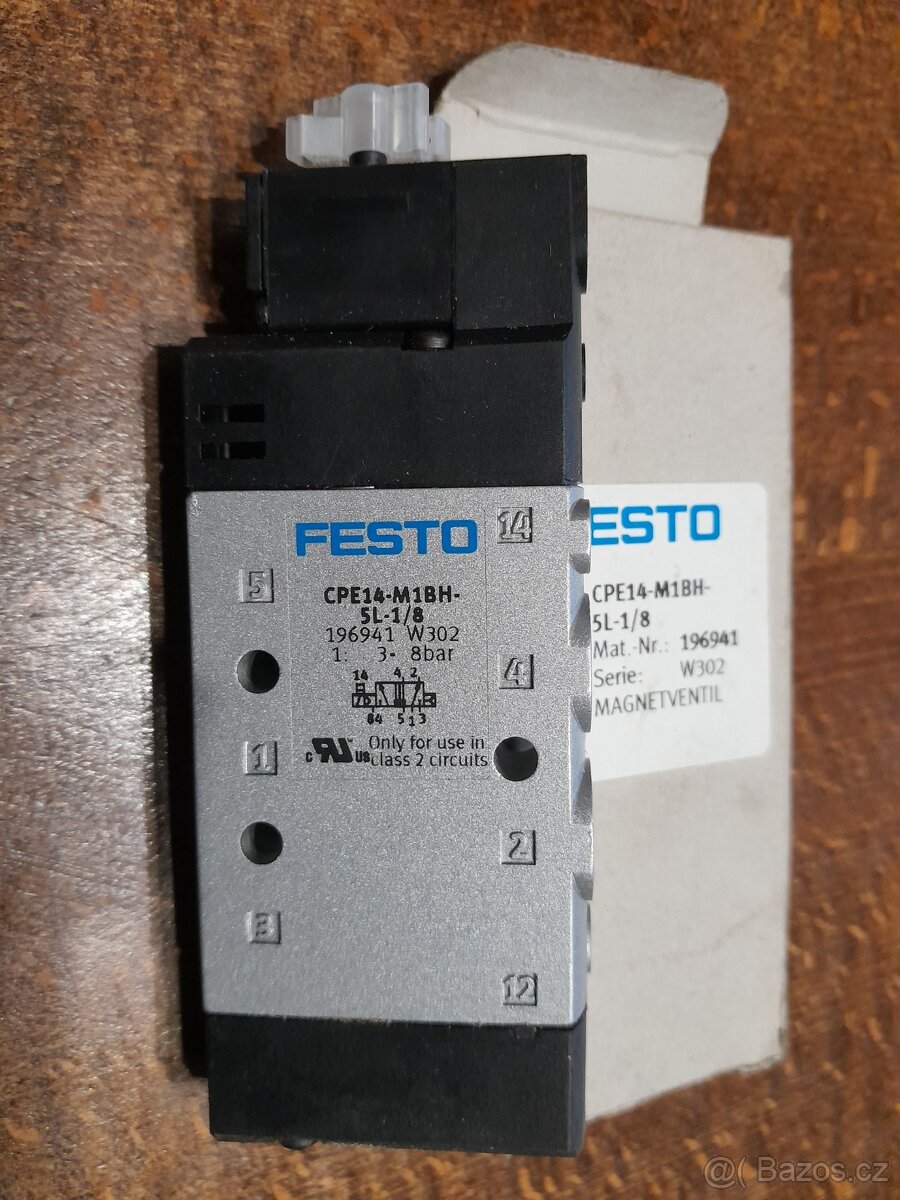 FESTO
14
5
CPE14-M1BH-
5L-1/8
196941 W302
1: 3- 8bar
14 4 2
84 5 1 3
4
c US Only for use in
class 2 circuits
1
2
3
12
ESTO
CPE14-M1BH-
5L-1/8
Mat.-Nr.: 196941
Serie: W302
MAGNETVENTIL
@( Bazos.cz